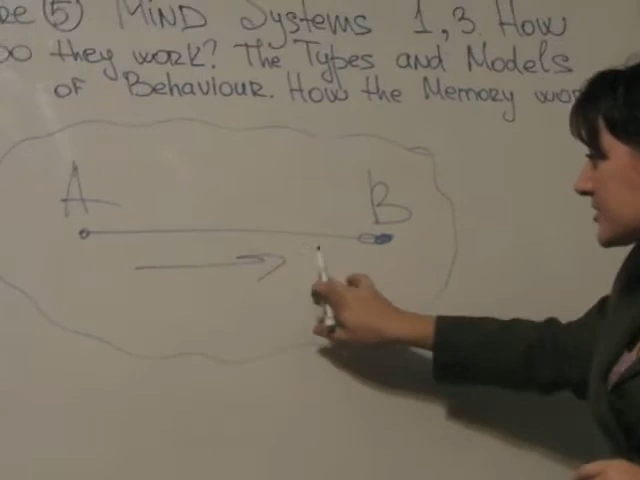 ⑤ MIND Systems 1, 3. How
they work? The Types and Models
of Behaviour. How the Memory
A B